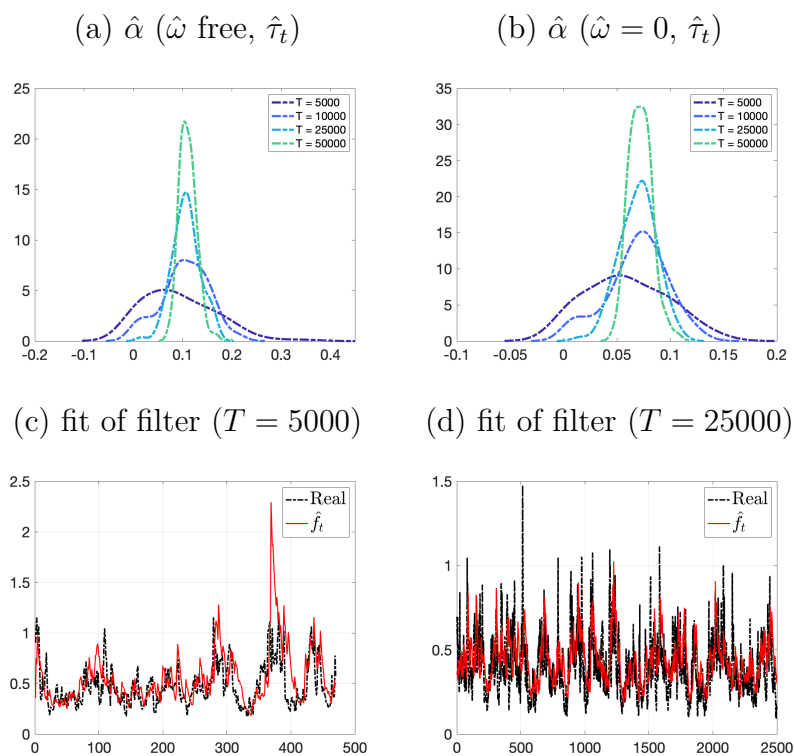 (a) α̂ (ω̂ free, τ̂ₜ)
(b) α̂ (ω̂ = 0, τ̂ₜ)
25
20
15
10
5
0
-0.2 -0.1 0 0.1 0.2 0.3 0.4
T = 5000
T = 10000
T = 25000
T = 50000
35
30
25
20
15
10
5
0
-0.1 -0.05 0 0.05 0.1 0.15 0.2
T = 5000
T = 10000
T = 25000
T = 50000
(c) fit of filter (T = 5000)
(d) fit of filter (T = 25000)
2.5
2
1.5
1
0.5
0
0 100 200 300 400 500
Real
f̂ₜ
1.5
1
0.5
0
0 500 1000 1500 2000 2500
Real
f̂ₜ